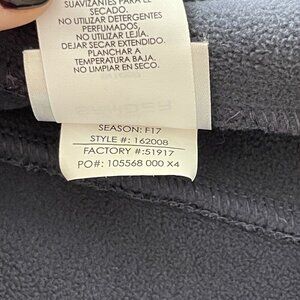 SUAVIZANTES PARA EL
SECADO.
NO UTILIZAR DETERGENTES
PERFUMADOS,
NO UTILIZAR LEJÍA.
DEJAR SECAR EXTENDIDO.
PLANCHAR A
TEMPERATURA BAJA.
NO LIMPIAR EN SECO.
SEASON: F17
STYLE #: 162008
FACTORY #:51917
PO#: 105568 000 X4